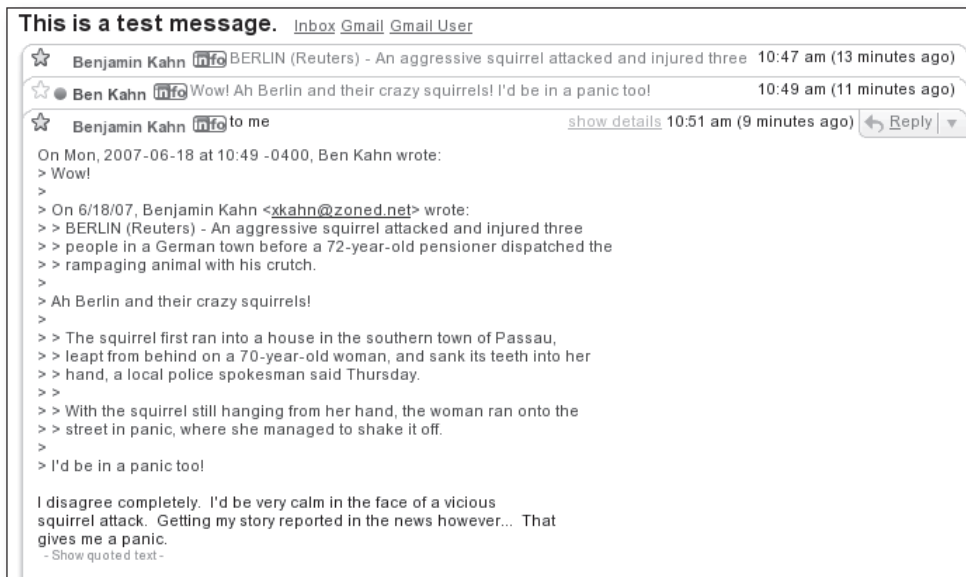 This is a test message. Inbox Gmail Gmail User
Benjamin Kahn info BERLIN (Reuters) - An aggressive squirrel attacked and injured three 10:47 am (13 minutes ago)
Ben Kahn info Wow! Ah Berlin and their crazy squirrels! I'd be in a panic too! 10:49 am (11 minutes ago)
Benjamin Kahn info to me show details 10:51 am (9 minutes ago) Reply
On Mon, 2007-06-18 at 10:49 -0400, Ben Kahn wrote:
> Wow!
>
> On 6/18/07, Benjamin Kahn <xkahn@zoned.net> wrote:
> > BERLIN (Reuters) - An aggressive squirrel attacked and injured three
> > people in a German town before a 72-year-old pensioner dispatched the
> > rampaging animal with his crutch.
>
> Ah Berlin and their crazy squirrels!
>
> > The squirrel first ran into a house in the southern town of Passau,
> > leapt from behind on a 70-year-old woman, and sank its teeth into her
> > hand, a local police spokesman said Thursday.
> >
> > With the squirrel still hanging from her hand, the woman ran onto the
> > street in panic, where she managed to shake it off.
>
> I'd be in a panic too!
I disagree completely. I'd be very calm in the face of a vicious
squirrel attack. Getting my story reported in the news however... That
gives me a panic.
- Show quoted text -